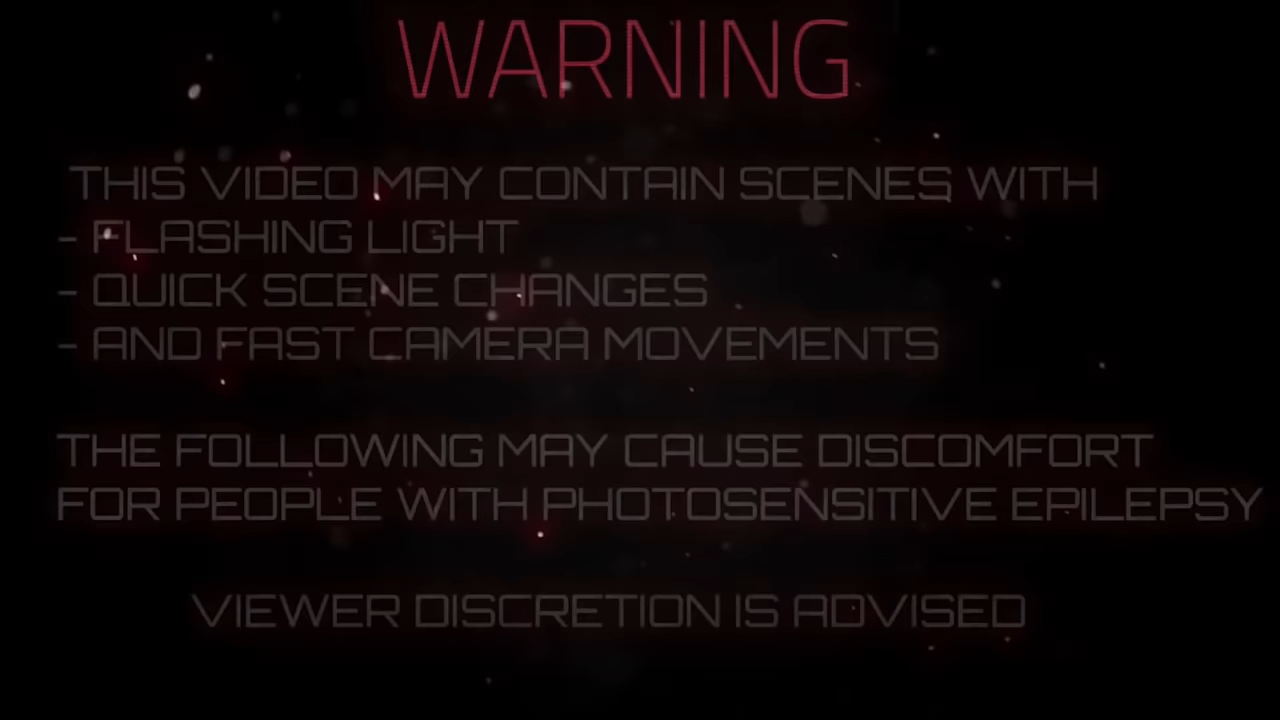 WARNING
THIS VIDEO MAY CONTAIN SCENES WITH
- FLASHING LIGHT
- QUICK SCENE CHANGES
- AND FAST CAMERA MOVEMENTS
THE FOLLOWING MAY CAUSE DISCOMFORT
FOR PEOPLE WITH PHOTOSENSITIVE EPILEPSY
VIEWER DISCRETION IS ADVISED